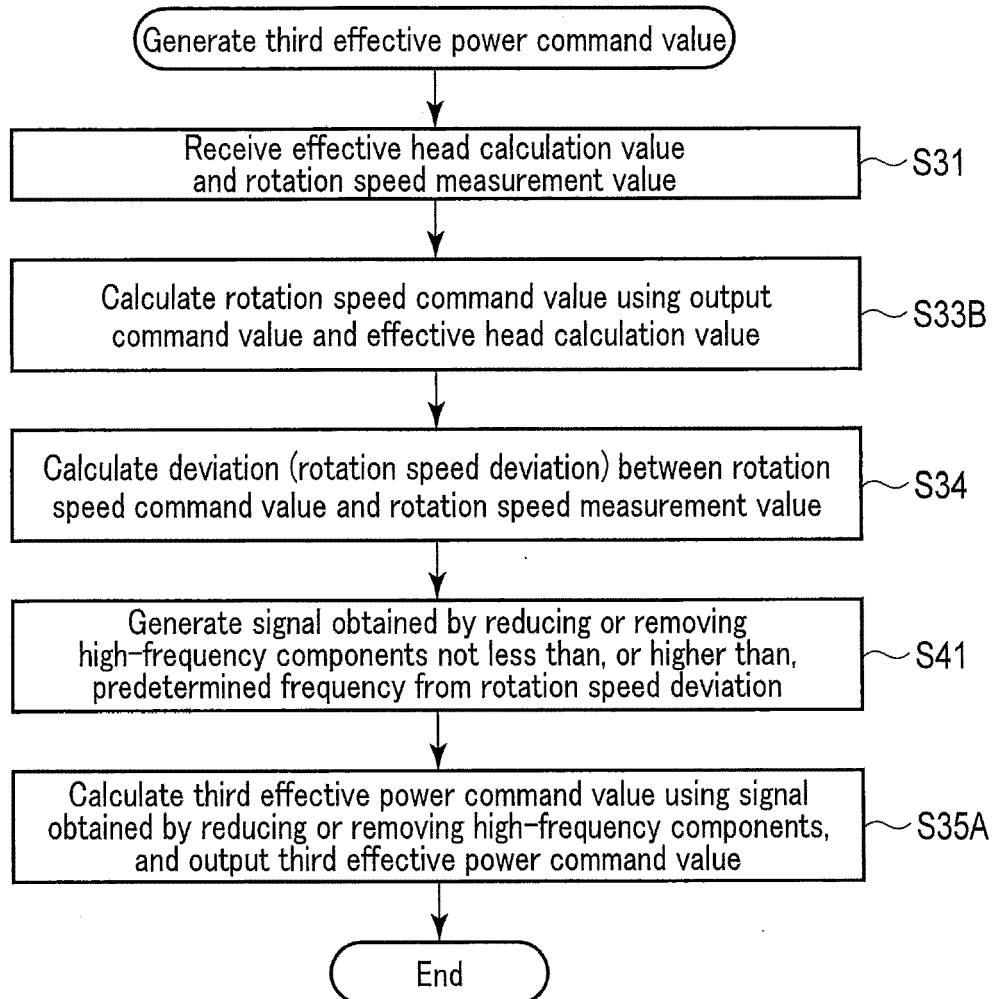 Generate third effective power command value
Receive effective head calculation value
and rotation speed measurement value
S31
Calculate rotation speed command value using output
command value and effective head calculation value
S33B
Calculate deviation (rotation speed deviation) between rotation
speed command value and rotation speed measurement value
S34
Generate signal obtained by reducing or removing
high-frequency components not less than, or higher than,
predetermined frequency from rotation speed deviation
S41
Calculate third effective power command value using signal
obtained by reducing or removing high-frequency components,
and output third effective power command value
S35A
End